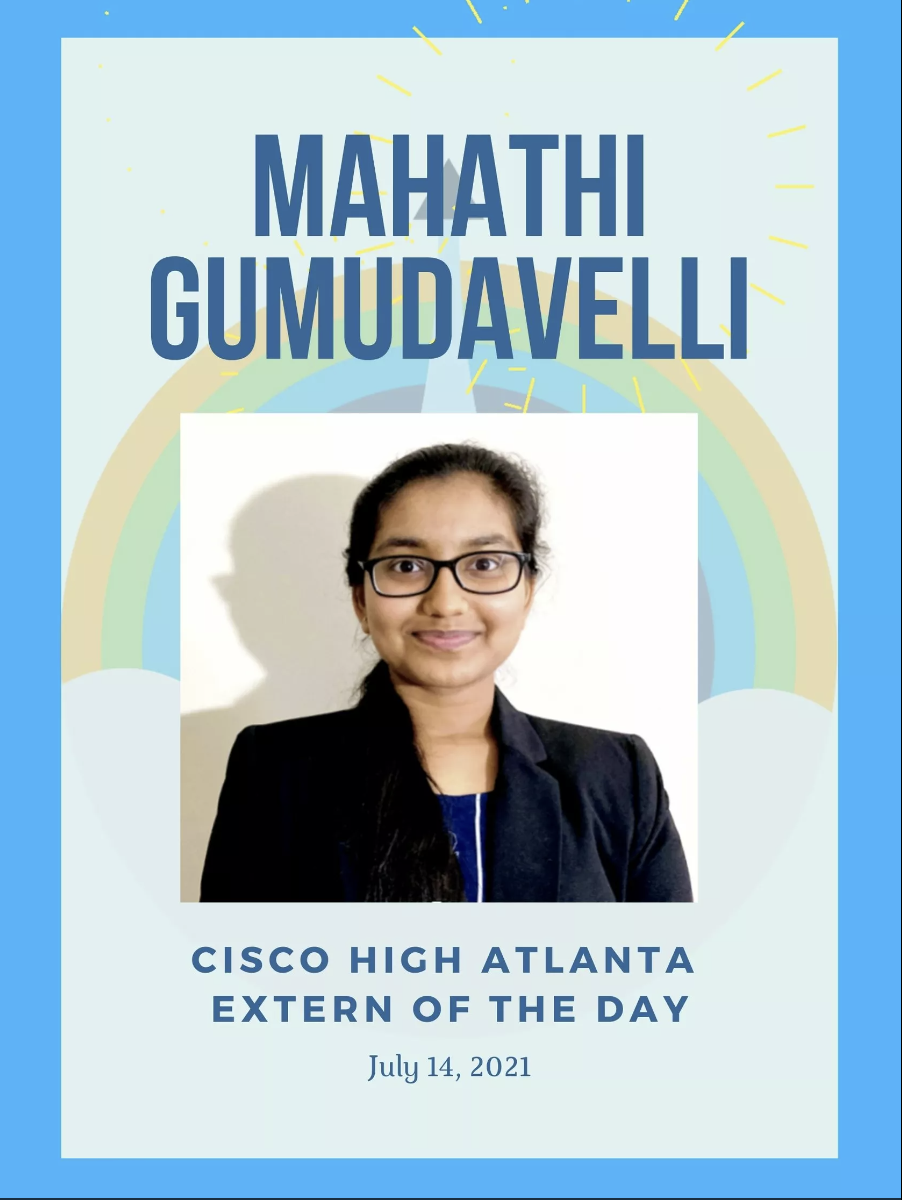 MAHATHI
GUMUDAVELLI
CISCO HIGH ATLANTA
EXTERN OF THE DAY
July 14, 2021